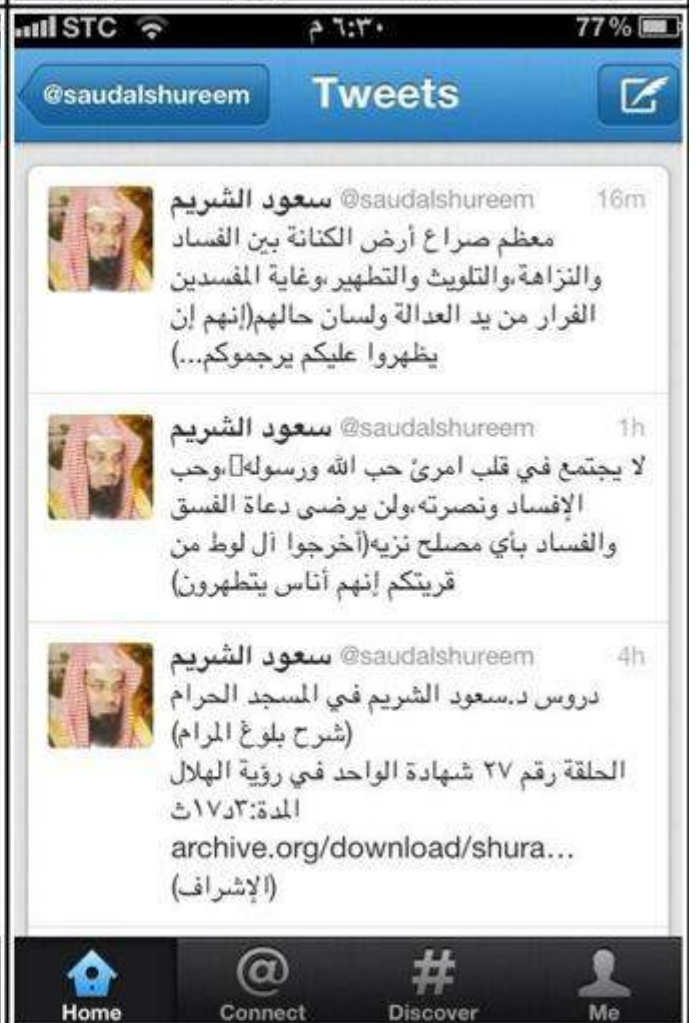 STC ٦:٣٠ م 77%
@saudalshureem Tweets
سعود الشريم @saudalshureem 16m
معظم صراع أرض الكنانة بين الفساد
والنزاهة،والتلويث والتطهير،وغاية المفسدين
الفرار من يد العدالة ولسان حالهم(إنهم إن
يظهروا عليكم يرجموكم...)
سعود الشريم @saudalshureem 1h
لا يجتمع في قلب امرئ حب الله ورسوله،وحب
الإفساد ونصرته،ولن يرضى دعاة الفسق
والفساد بأي مصلح نزيه(أخرجوا آل لوط من
قريتكم إنهم أناس يتطهرون)
سعود الشريم @saudalshureem 4h
دروس د.سعود الشريم في المسجد الحرام
(شرح بلوغ المرام)
الحلقة رقم ٢٧ شهادة الواحد في رؤية الهلال
المدة:٣د١٧ث
archive.org/download/shura...
(الإشراف)
Home Connect Discover Me